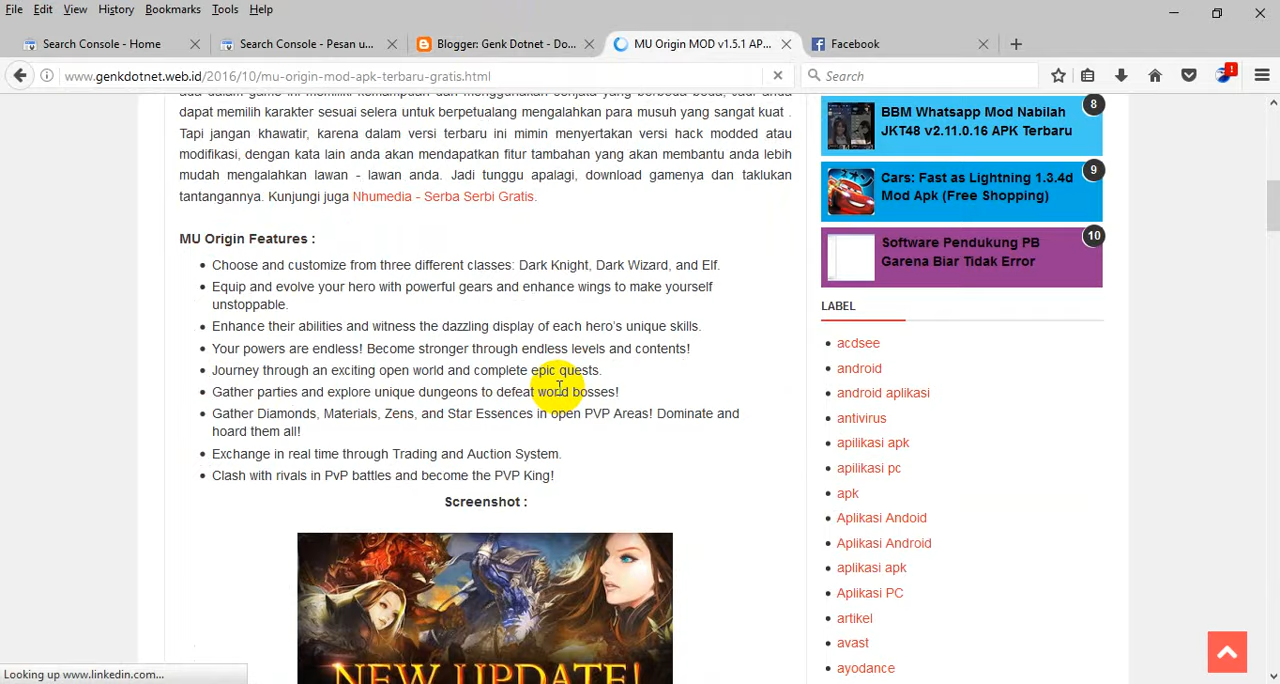 File Edit View History Bookmarks Tools Help
Search Console - Home
Search Console - Pesan u...
Blogger: Genk Dotnet - Do...
MU Origin MOD v1.5.1 AP...
Facebook
www.genkdotnet.web.id/2016/10/mu-origin-mod-apk-terbaru-gratis.html
Search
1
dapat memilih karakter sesuai selera untuk berpetualang mengalahkan para musuh yang sangat kuat .
Tapi jangan khawatir, karena dalam versi terbaru ini mimin menyertakan versi hack modded atau
modifikasi, dengan kata lain anda akan mendapatkan fitur tambahan yang akan membantu anda lebih
mudah mengalahkan lawan - lawan anda. Jadi tunggu apalagi, download gamenya dan taklukan
tantangannya. Kunjungi juga Nhumedia - Serba Serbi Gratis.
MU Origin Features :
Choose and customize from three different classes: Dark Knight, Dark Wizard, and Elf.
Equip and evolve your hero with powerful gears and enhance wings to make yourself
unstoppable.
Enhance their abilities and witness the dazzling display of each hero's unique skills.
Your powers are endless! Become stronger through endless levels and contents!
Journey through an exciting open world and complete epic quests.
Gather parties and explore unique dungeons to defeat world bosses!
Gather Diamonds, Materials, Zens, and Star Essences in open PVP Areas! Dominate and
hoard them all!
Exchange in real time through Trading and Auction System.
Clash with rivals in PvP battles and become the PVP King!
Screenshot :
NEW UPDATE!
BBM Whatsapp Mod Nabilah
JKT48 v2.11.0.16 APK Terbaru
8
Cars: Fast as Lightning 1.3.4d
Mod Apk (Free Shopping)
9
Software Pendukung PB
Garena Biar Tidak Error
10
LABEL
acdsee
android
android aplikasi
antivirus
apilikasi apk
apilikasi pc
apk
Aplikasi Andoid
Aplikasi Android
aplikasi apk
Aplikasi PC
artikel
avast
ayodance
Looking up www.linkedin.com...